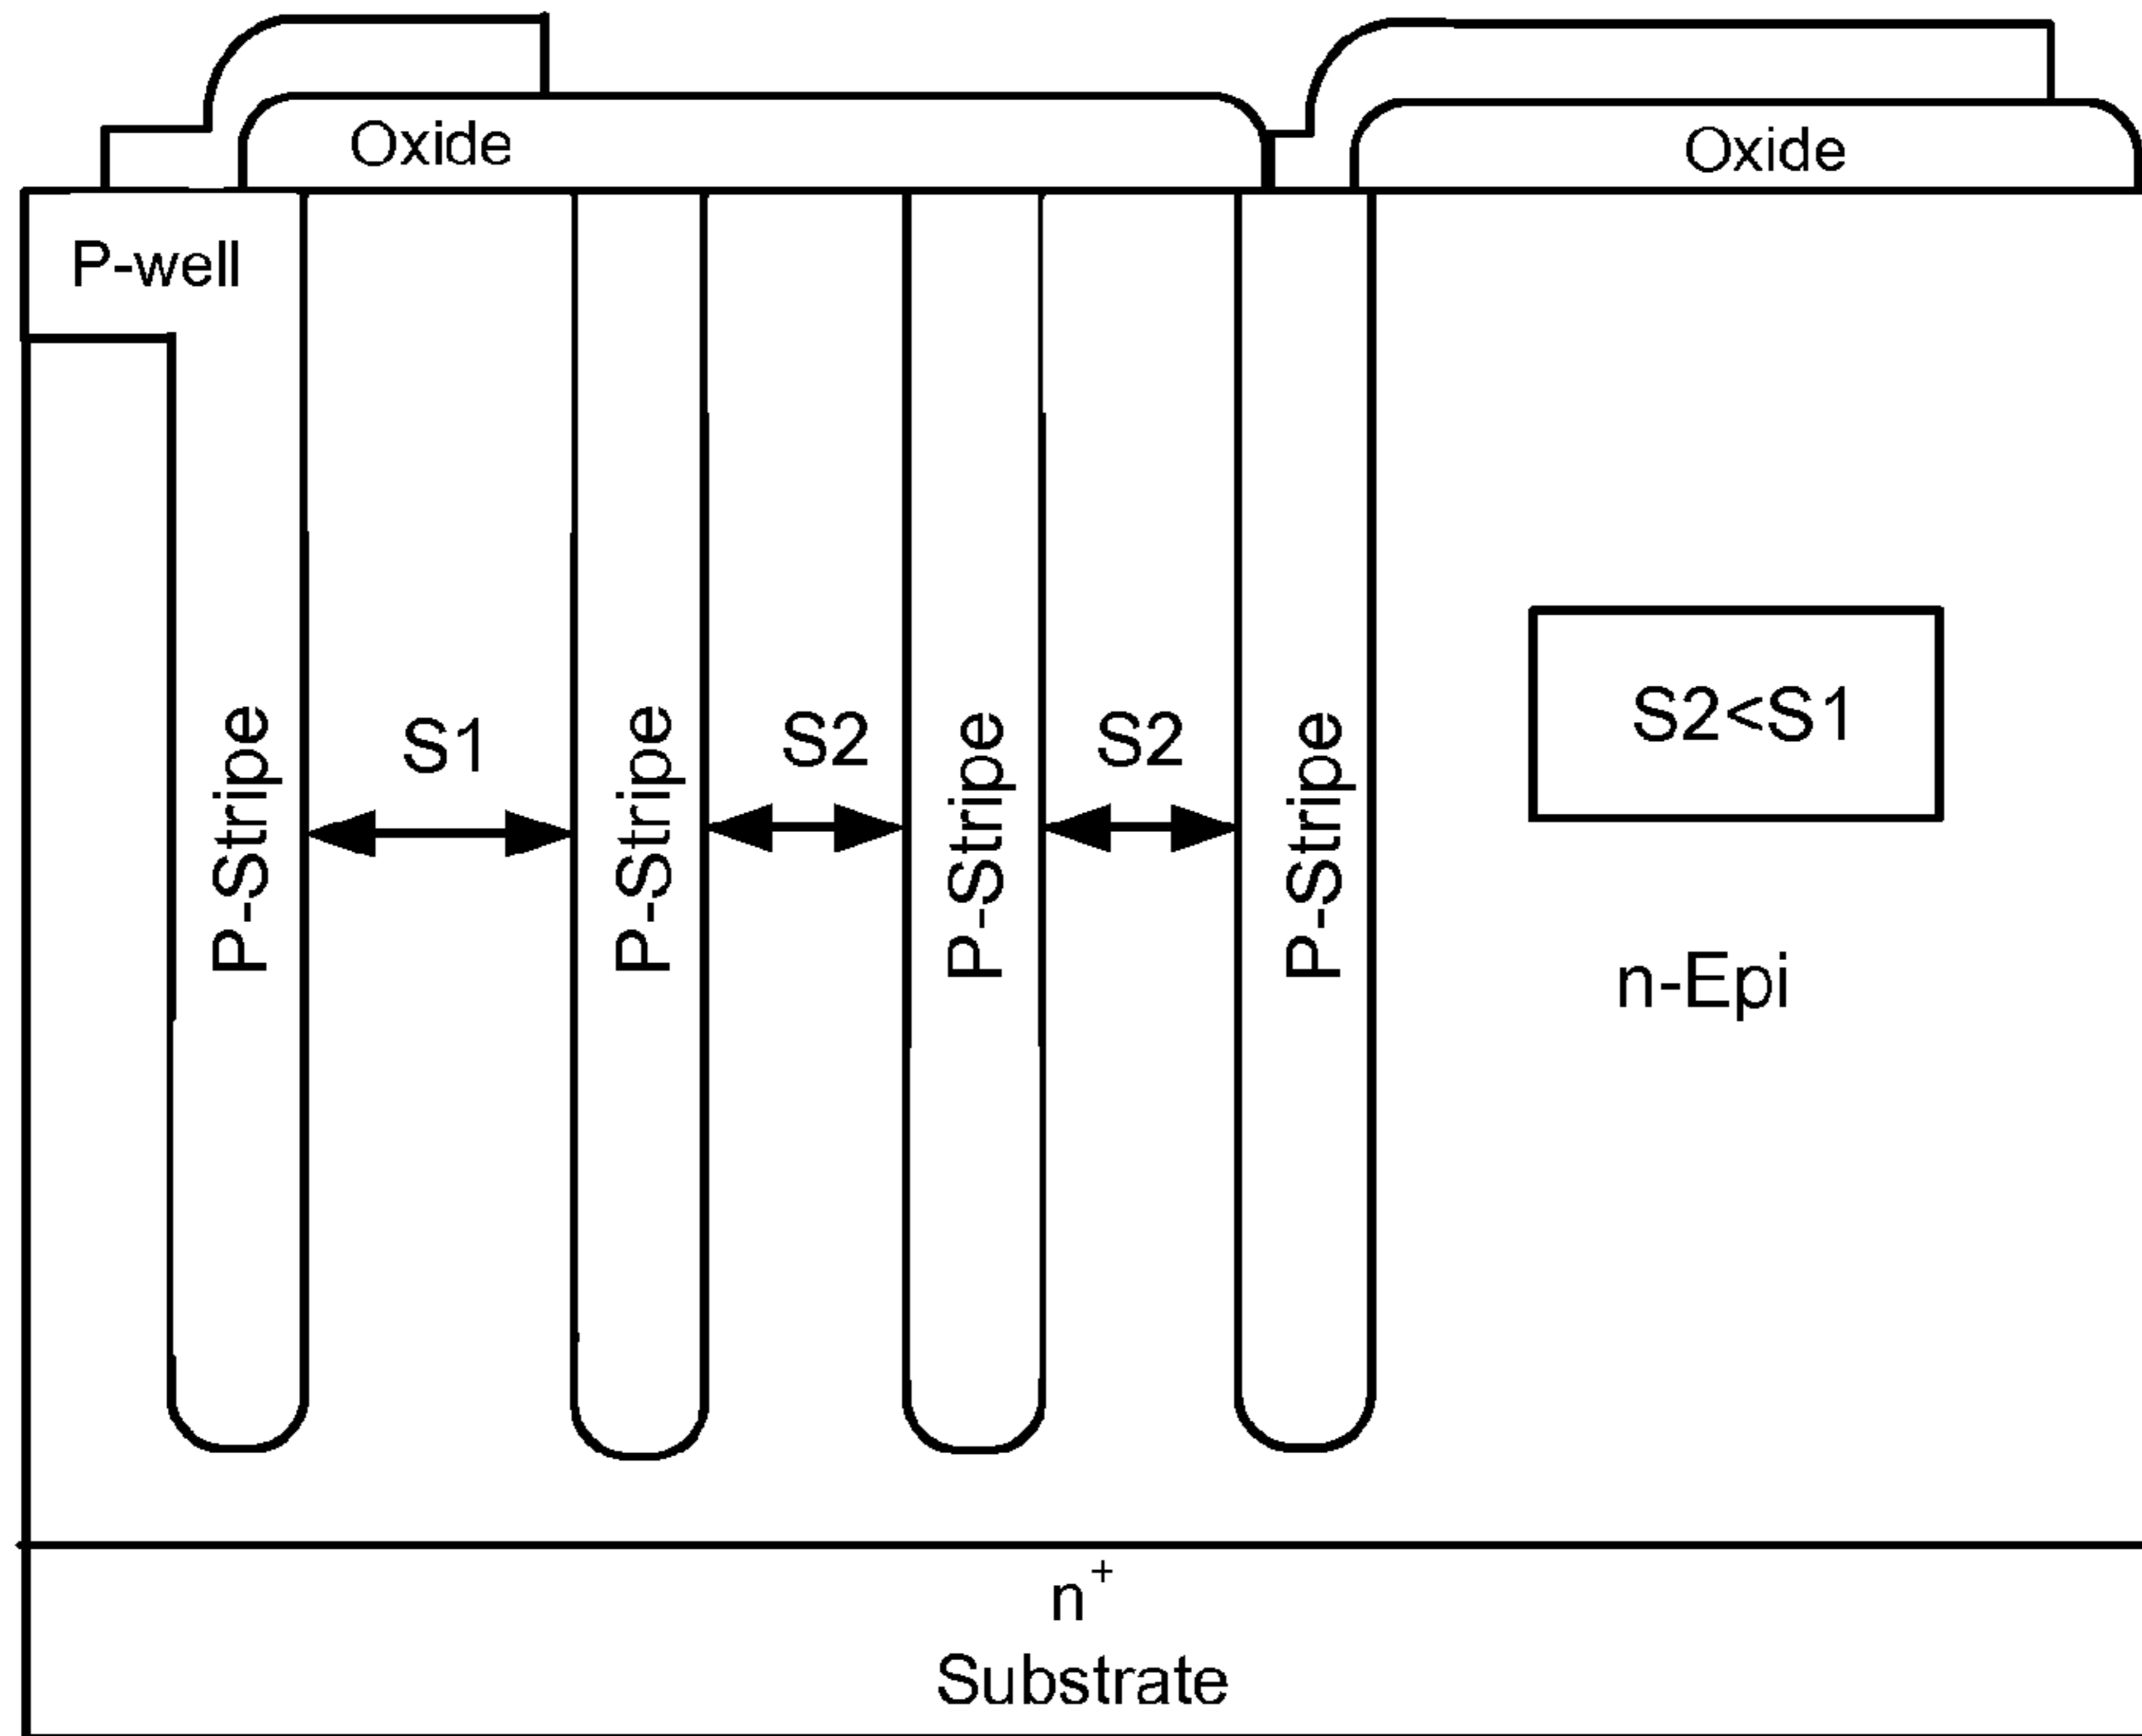 Oxide
Oxide
P-well
P-Stripe
S1
P-Stripe
S2
P-Stripe
S2
P-Stripe
S2<S1
n-Epi
n+
Substrate